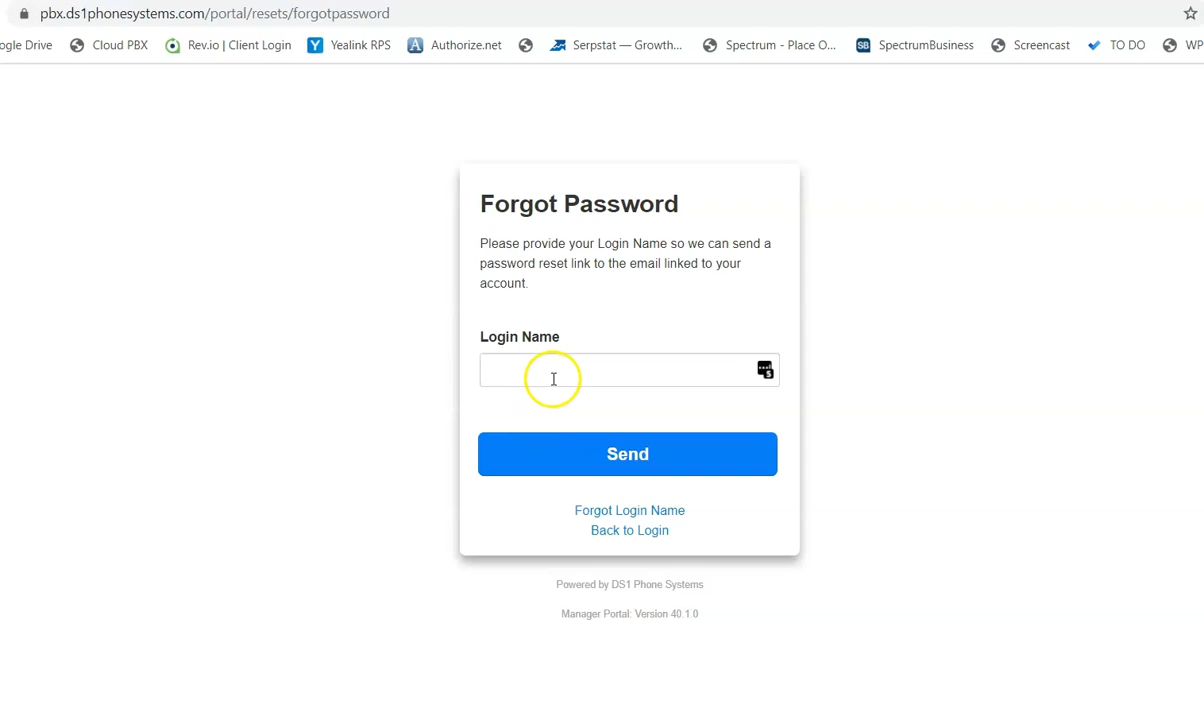 pbx.ds1phonesystems.com/portal/resets/forgotpassword
ogle Drive Cloud PBX Rev.io | Client Login Yealink RPS Authorize.net Serpstat — Growth... Spectrum - Place O... SB SpectrumBusiness Screencast TO DO WP
Forgot Password
Please provide your Login Name so we can send a
password reset link to the email linked to your
account.
Login Name
Send
Forgot Login Name
Back to Login
Powered by DS1 Phone Systems
Manager Portal: Version 40.1.0